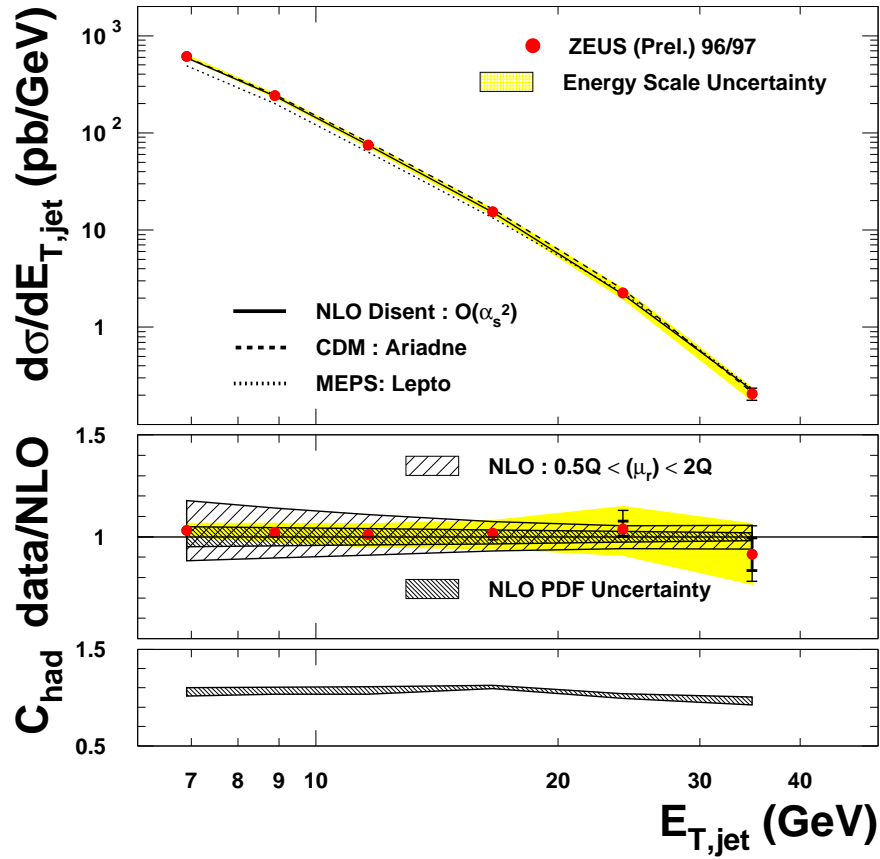 dσ/dE_T,jet (pb/GeV)
10³
10²
10
1
ZEUS (Prel.) 96/97
Energy Scale Uncertainty
NLO Disent : O(α_s²)
CDM : Ariadne
MEPS: Lepto
data/NLO
1.5
1
NLO : 0.5Q < (μ_r) < 2Q
NLO PDF Uncertainty
C_had
1.5
0.5
7 8 9 10 20 30 40
E_T,jet (GeV)